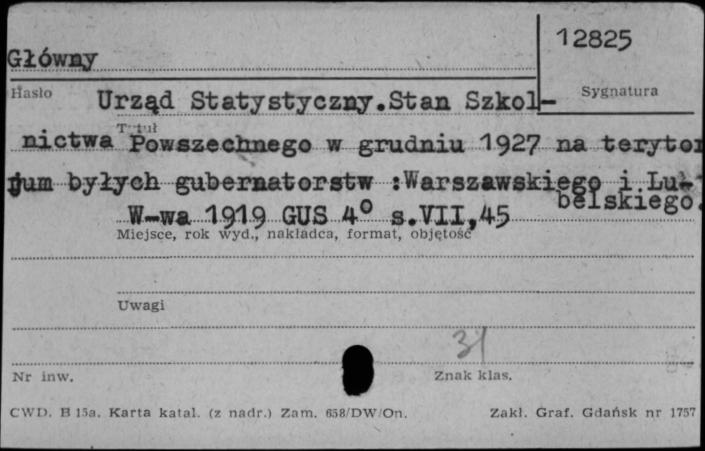 12825
Główny
Hasło
Sygnatura
Urząd Statystyczny.Stan Szkol-
Tytuł
nictwa Powszechnego w grudniu 1927 na terytor
jum byłych gubernatorstw :Warszawskiego i Lu-
belskiego.
W-wa 1919 GUS 4° s.VII,45
Miejsce, rok wyd., nakładca, format, objętość
Uwagi
31
Nr inw.
Znak klas.
CWD. B 15a. Karta katal. (z nadr.) Zam. 658/DW/On.
Zakł. Graf. Gdańsk nr 1757